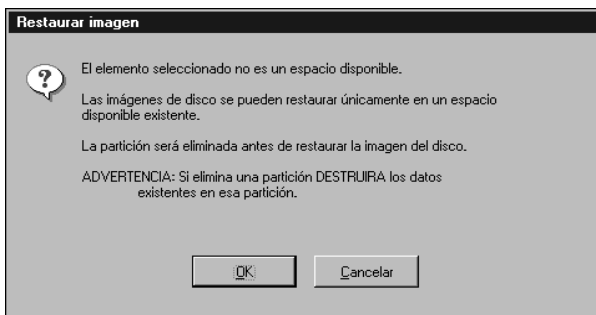 Restaurar imagen
?
El elemento seleccionado no es un espacio disponible.
Las imágenes de disco se pueden restaurar únicamente en un espacio
disponible existente.
La partición será eliminada antes de restaurar la imagen del disco.
ADVERTENCIA: Si elimina una partición DESTRUIRA los datos
existentes en esa partición.
OK
Cancelar